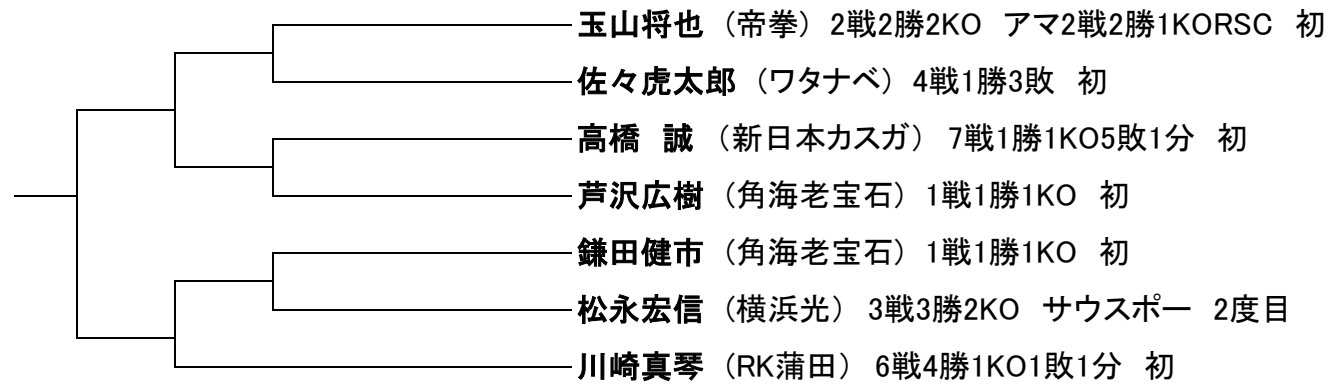 玉山将也 (帝拳) 2戦2勝2KO アマ2戦2勝1KORSC 初
佐々虎太郎 (ワタナベ) 4戦1勝3敗 初
高橋 誠 (新日本カスガ) 7戦1勝1KO5敗1分 初
芦沢広樹 (角海老宝石) 1戦1勝1KO 初
鎌田健市 (角海老宝石) 1戦1勝1KO 初
松永宏信 (横浜光) 3戦3勝2KO サウスポー 2度目
川崎真琴 (RK蒲田) 6戦4勝1KO1敗1分 初